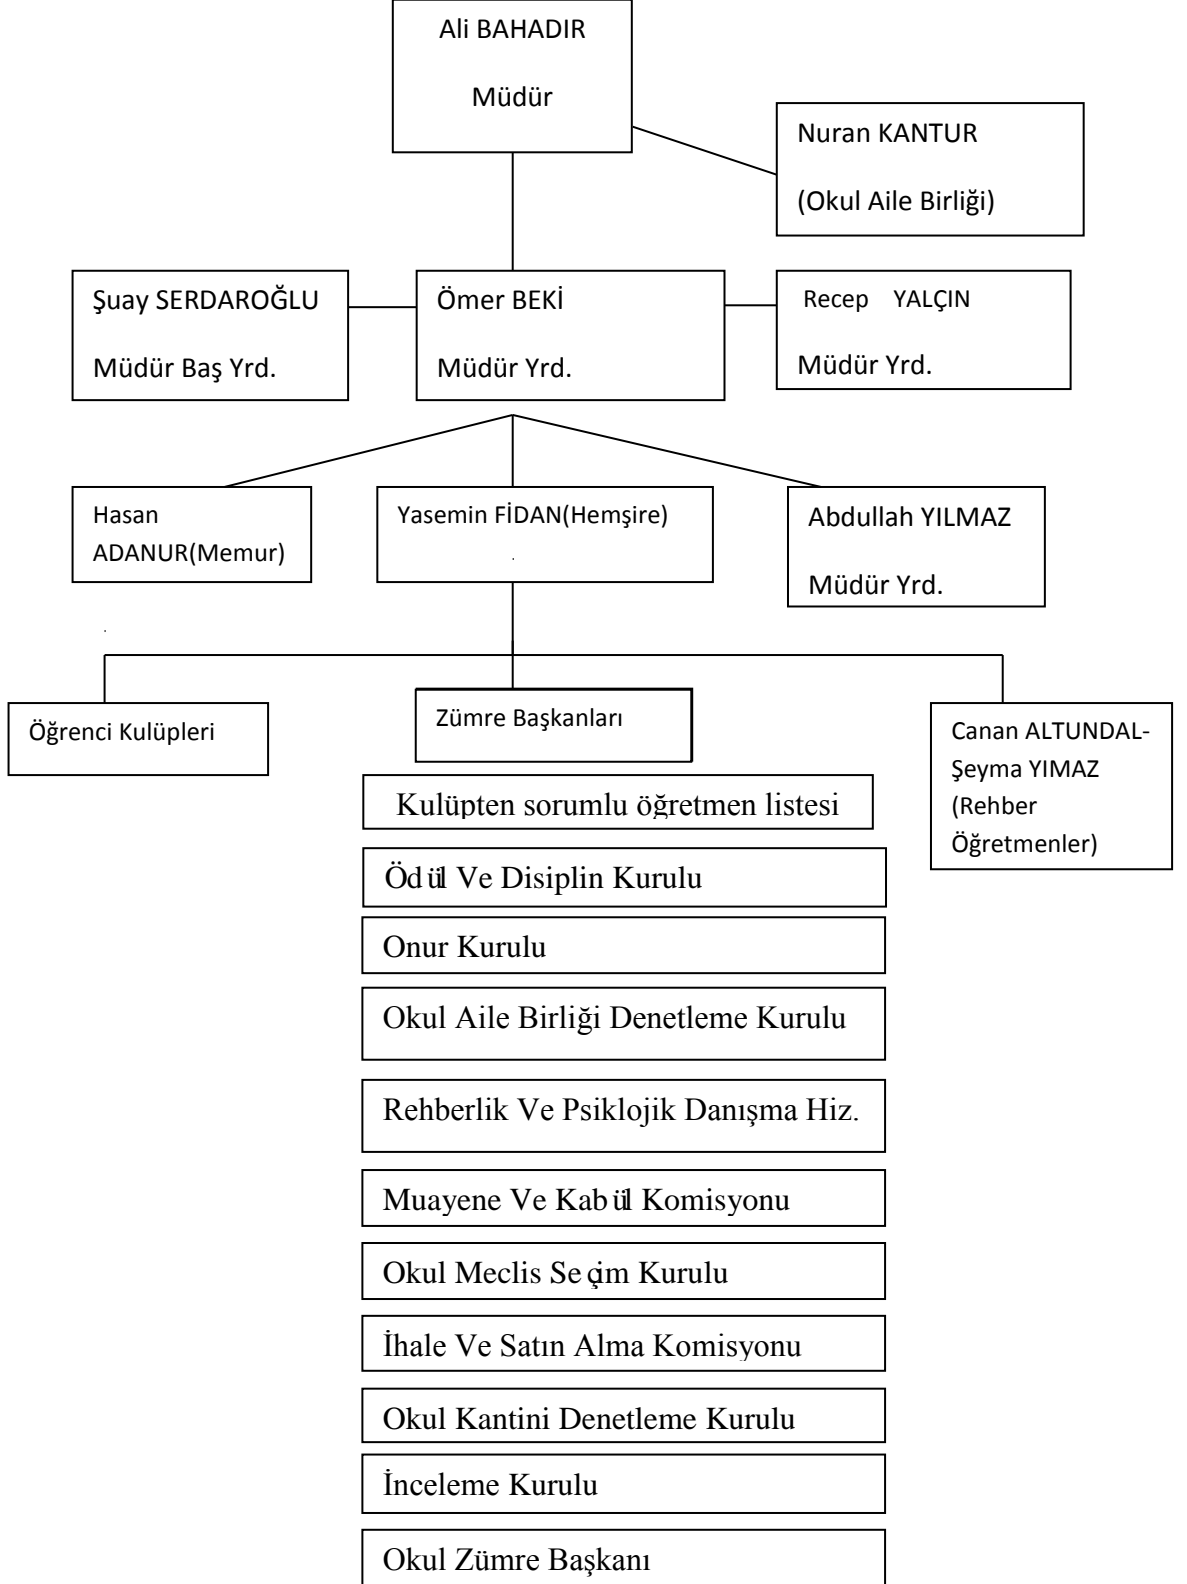 Ali BAHADIR
Müdür
Nuran KANTUR
(Okul Aile Birliği)
Şuay SERDAROĞLU
Müdür Baş Yrd.
Ömer BEKİ
Müdür Yrd.
Recep YALÇIN
Müdür Yrd.
Hasan
ADANUR(Memur)
Yasemin FİDAN(Hemşire)
Abdullah YILMAZ
Müdür Yrd.
Öğrenci Kulüpleri
Zümre Başkanları
Canan ALTUNDAL-
Şeyma YIMAZ
(Rehber
Öğretmenler)
Kulüpten sorumlu öğretmen listesi
Ödül Ve Disiplin Kurulu
Onur Kurulu
Okul Aile Birliği Denetleme Kurulu
Rehberlik Ve Psiklojik Danışma Hiz.
Muayene Ve Kabül Komisyonu
Okul Meclis Seçim Kurulu
İhale Ve Satın Alma Komisyonu
Okul Kantini Denetleme Kurulu
İnceleme Kurulu
Okul Zümre Başkanı